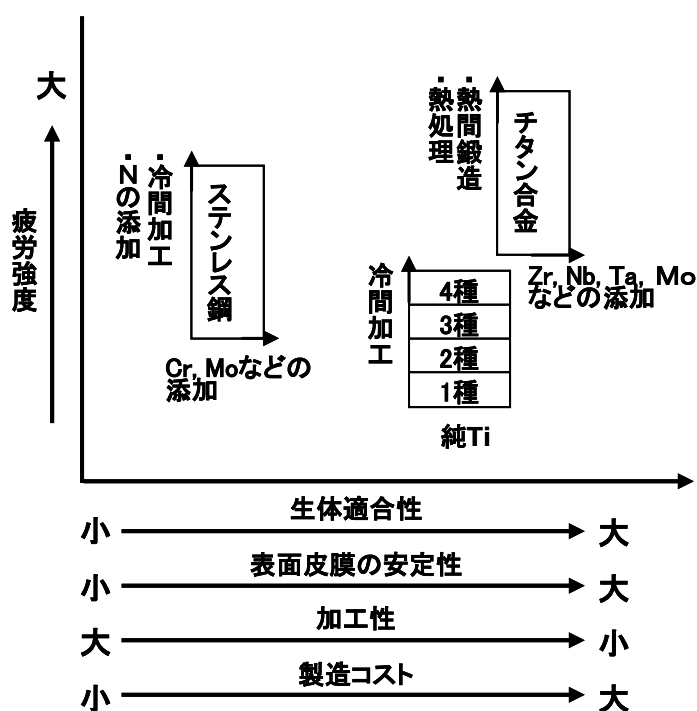 大
疲労強度
・Nの添加
・冷間加工
ステンレス鋼
Cr, Moなどの
添加
冷間加工
4種
3種
2種
1種
純Ti
・熱処理
・熱間鍛造
チタン合金
Zr, Nb, Ta, Mo
などの添加
生体適合性
小
大
表面皮膜の安定性
小
大
加工性
大
小
製造コスト
小
大